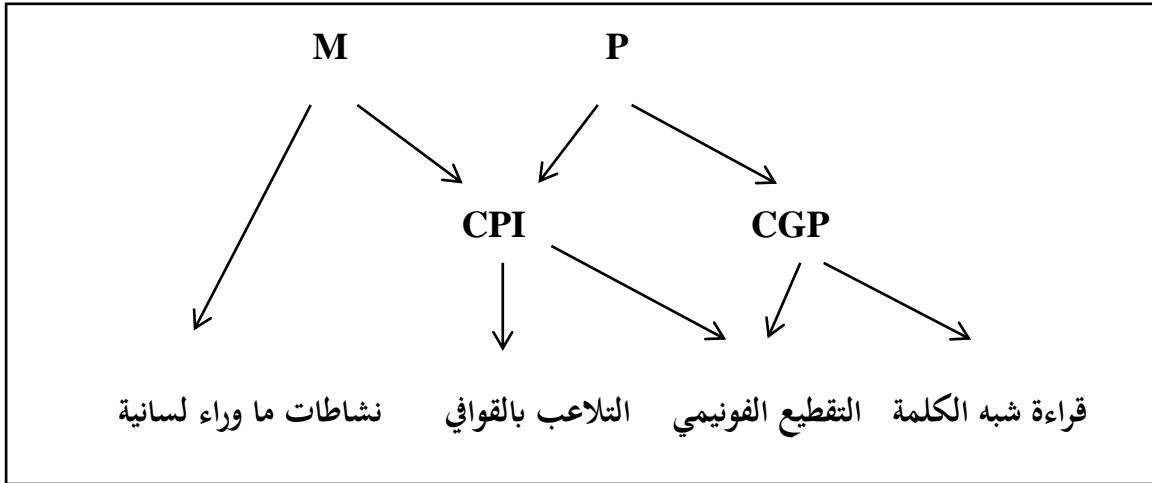 M P
CPI CGP
قراءة شبه الكلمة التقطيع الفونيمي التلاعب بالقوافي نشاطات ما وراء لسانية